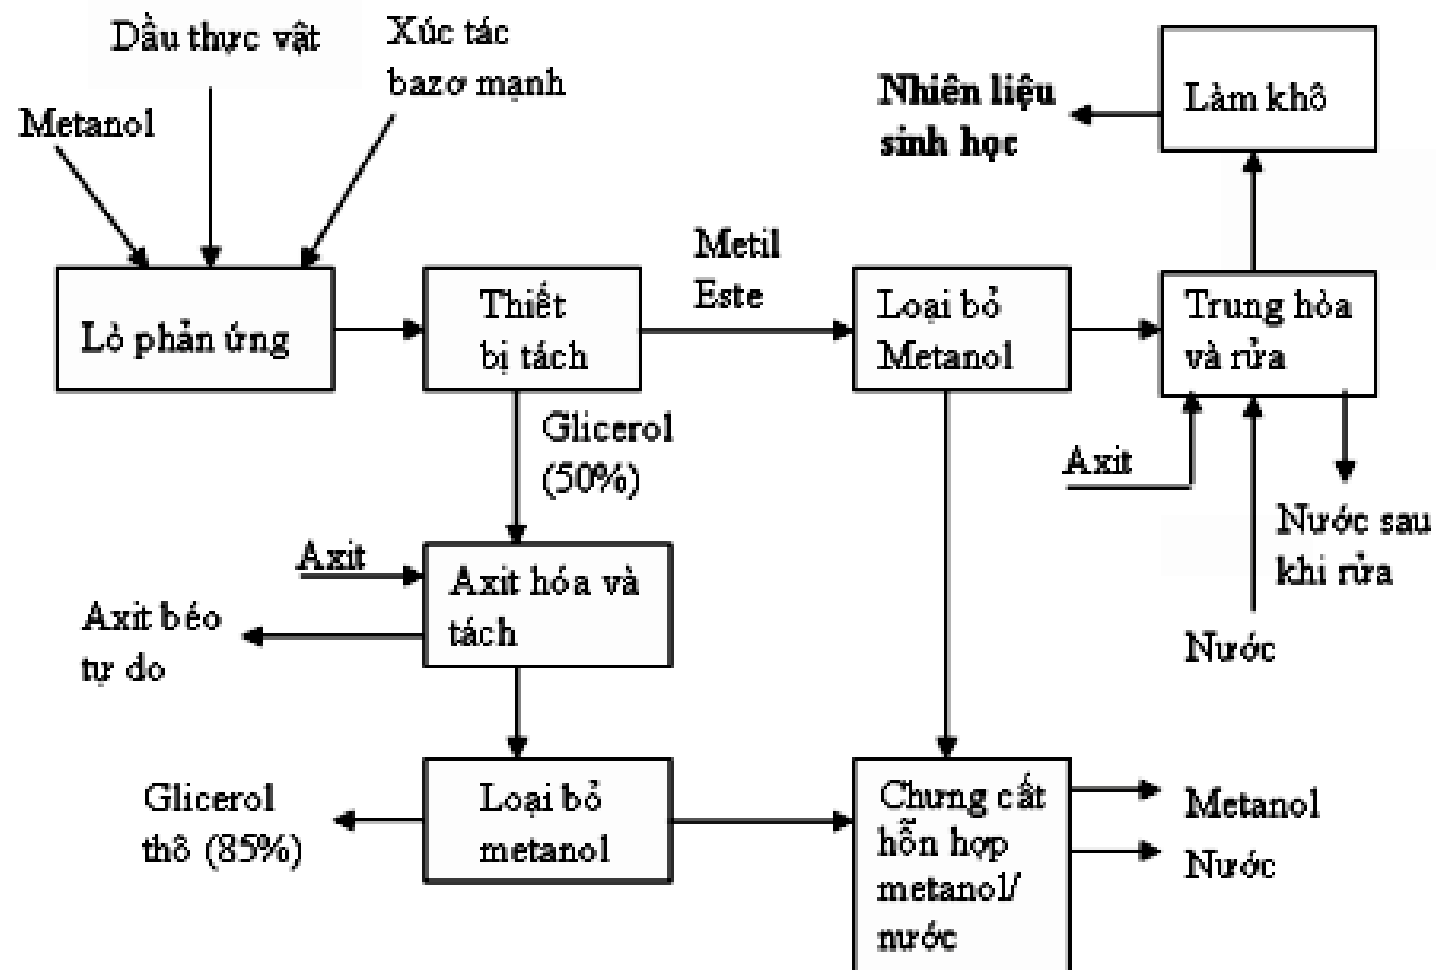 Dầu thực vật
Xúc tác
bazơ mạnh
Metanol
Nhiên liệu
sinh học
Làm khô
Lò phản ứng
Thiết
bị tách
Metil
Este
Loại bỏ
Metanol
Trung hòa
và rửa
Glicerol
(50%)
Axit
Nước sau
khi rửa
Nước
Axit
Axit hóa và
tách
Axit béo
tự do
Glicerol
thô (85%)
Loại bỏ
metanol
Chưng cất
hỗn hợp
metanol/
nước
Metanol
Nước